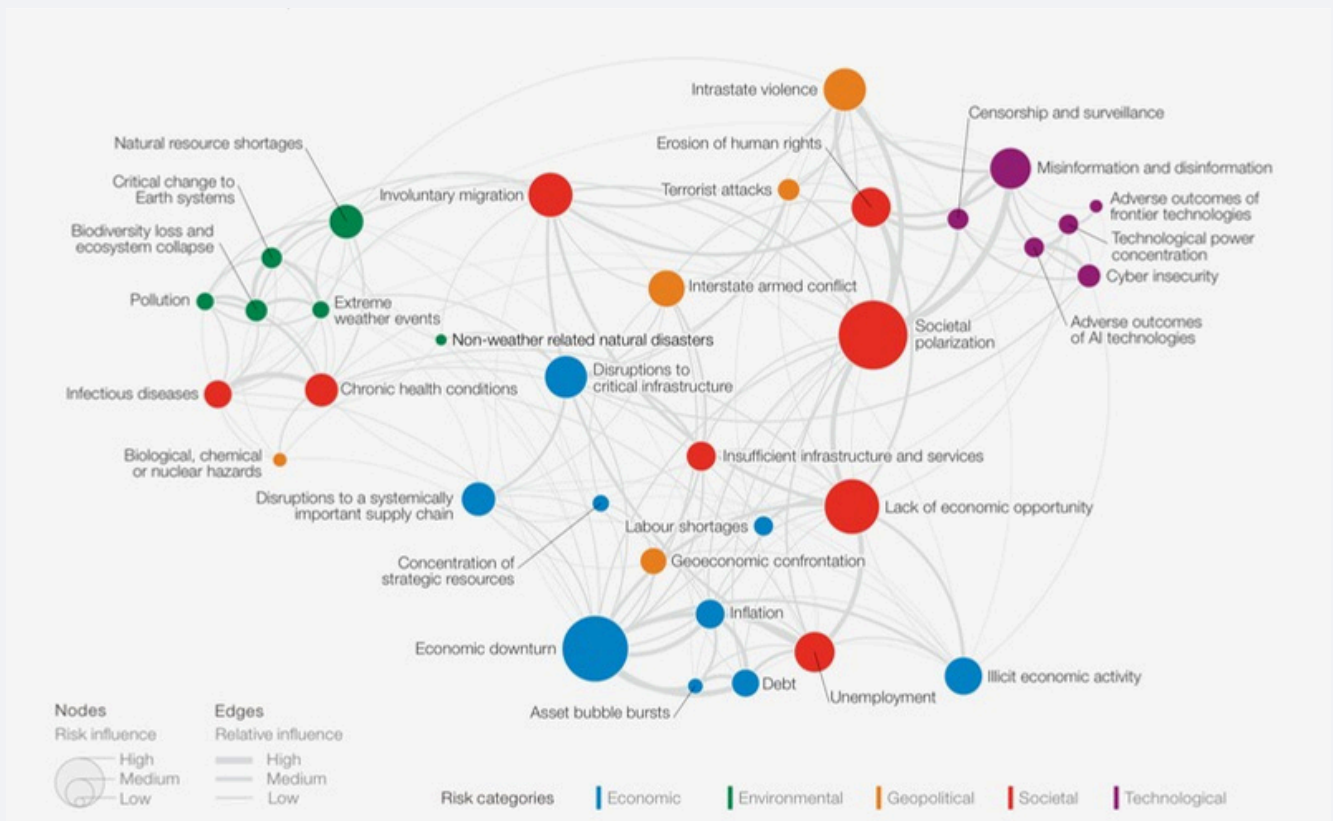 Intrastate violence
Censorship and surveillance
Natural resource shortages
Erosion of human rights
Misinformation and disinformation
Critical change to
Earth systems
Involuntary migration
Terrorist attacks
Adverse outcomes of
frontier technologies
Biodiversity loss and
ecosystem collapse
Technological power
concentration
Cyber insecurity
Pollution
Extreme
weather events
Interstate armed conflict
Societal
polarization
Adverse outcomes
of AI technologies
Non-weather related natural disasters
Disruptions to
critical infrastructure
Infectious diseases
Chronic health conditions
Biological, chemical
or nuclear hazards
Insufficient infrastructure and services
Disruptions to a systemically
important supply chain
Lack of economic opportunity
Labour shortages
Concentration of
strategic resources
Geoeconomic confrontation
Inflation
Economic downturn
Debt
Unemployment
Illicit economic activity
Asset bubble bursts
Nodes
Risk influence
High
Medium
Low
Edges
Relative influence
High
Medium
Low
Risk categories
Economic
Environmental
Geopolitical
Societal
Technological